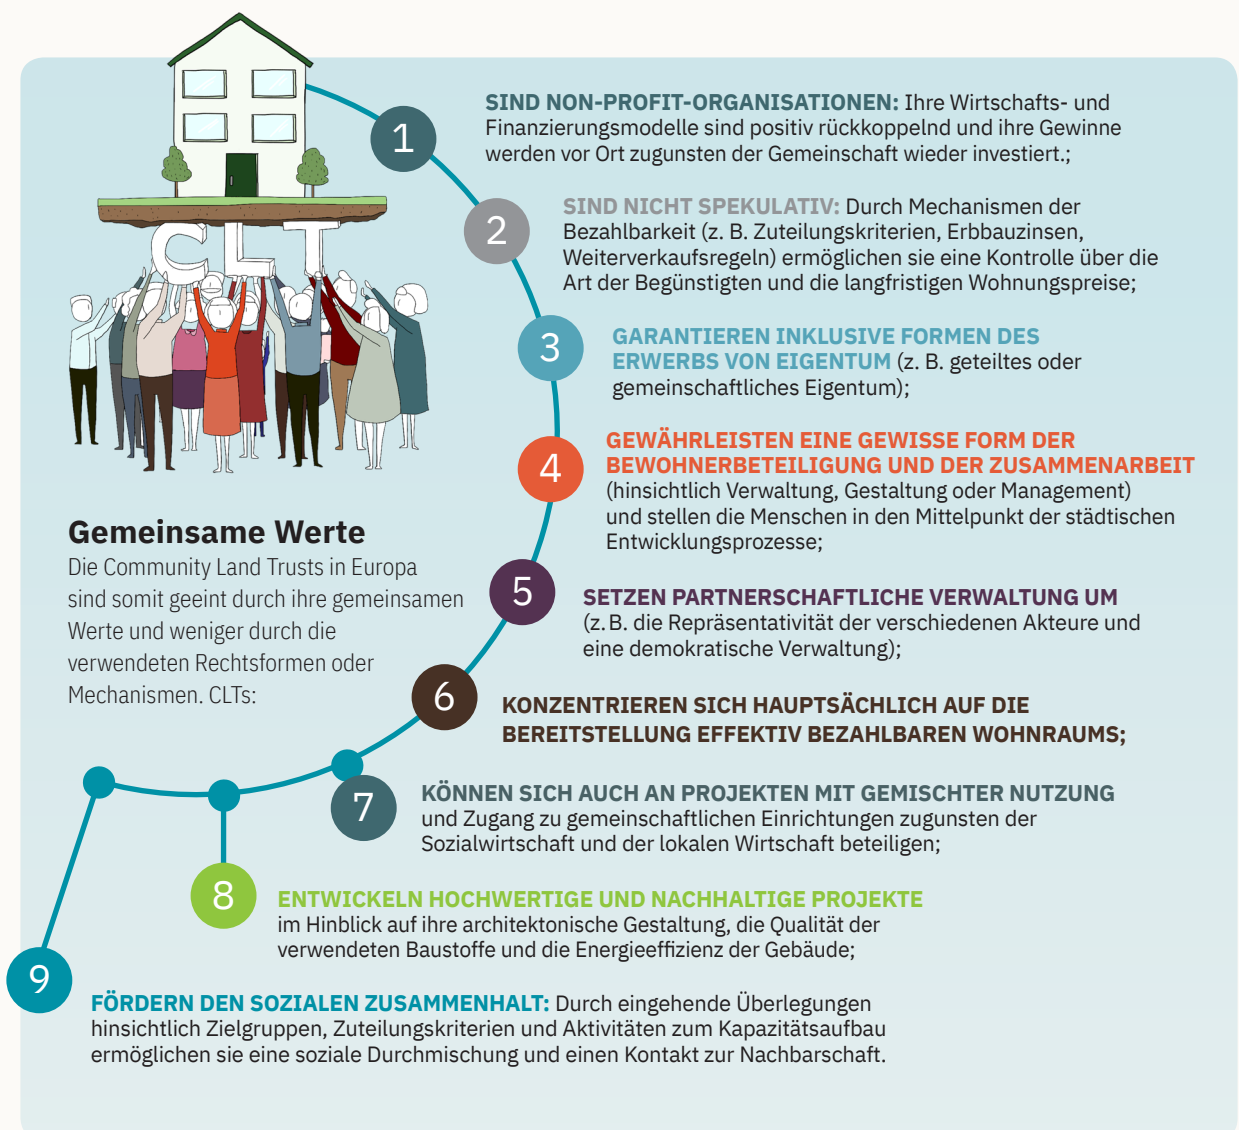 CLT
1
SIND NON-PROFIT-ORGANISATIONEN: Ihre Wirtschafts- und
Finanzierungsmodelle sind positiv rückkoppelnd und ihre Gewinne
werden vor Ort zugunsten der Gemeinschaft wieder investiert.;
2
SIND NICHT SPEKULATIV: Durch Mechanismen der
Bezahlbarkeit (z. B. Zuteilungskriterien, Erbbauzinsen,
Weiterverkaufsregeln) ermöglichen sie eine Kontrolle über die
Art der Begünstigten und die langfristigen Wohnungspreise;
3
GARANTIEREN INKLUSIVE FORMEN DES
ERWERBS VON EIGENTUM (z. B. geteiltes oder
gemeinschaftliches Eigentum);
4
GEWÄHRLEISTEN EINE GEWISSE FORM DER
BEWOHNERBETEILIGUNG UND DER ZUSAMMENARBEIT
(hinsichtlich Verwaltung, Gestaltung oder Management)
und stellen die Menschen in den Mittelpunkt der städtischen
Entwicklungsprozesse;
Gemeinsame Werte
Die Community Land Trusts in Europa
sind somit geeint durch ihre gemeinsamen
Werte und weniger durch die
verwendeten Rechtsformen oder
Mechanismen. CLTs:
5
SETZEN PARTNERSCHAFTLICHE VERWALTUNG UM
(z. B. die Repräsentativität der verschiedenen Akteure und
eine demokratische Verwaltung);
6
KONZENTRIEREN SICH HAUPTSÄCHLICH AUF DIE
BEREITSTELLUNG EFFEKTIV BEZAHLBAREN WOHNRAUMS;
7
KÖNNEN SICH AUCH AN PROJEKTEN MIT GEMISCHTER NUTZUNG
und Zugang zu gemeinschaftlichen Einrichtungen zugunsten der
Sozialwirtschaft und der lokalen Wirtschaft beteiligen;
8
ENTWICKELN HOCHWERTIGE UND NACHHALTIGE PROJEKTE
im Hinblick auf ihre architektonische Gestaltung, die Qualität der
verwendeten Baustoffe und die Energieeffizienz der Gebäude;
9
FÖRDERN DEN SOZIALEN ZUSAMMENHALT: Durch eingehende Überlegungen
hinsichtlich Zielgruppen, Zuteilungskriterien und Aktivitäten zum Kapazitätsaufbau
ermöglichen sie eine soziale Durchmischung und einen Kontakt zur Nachbarschaft.